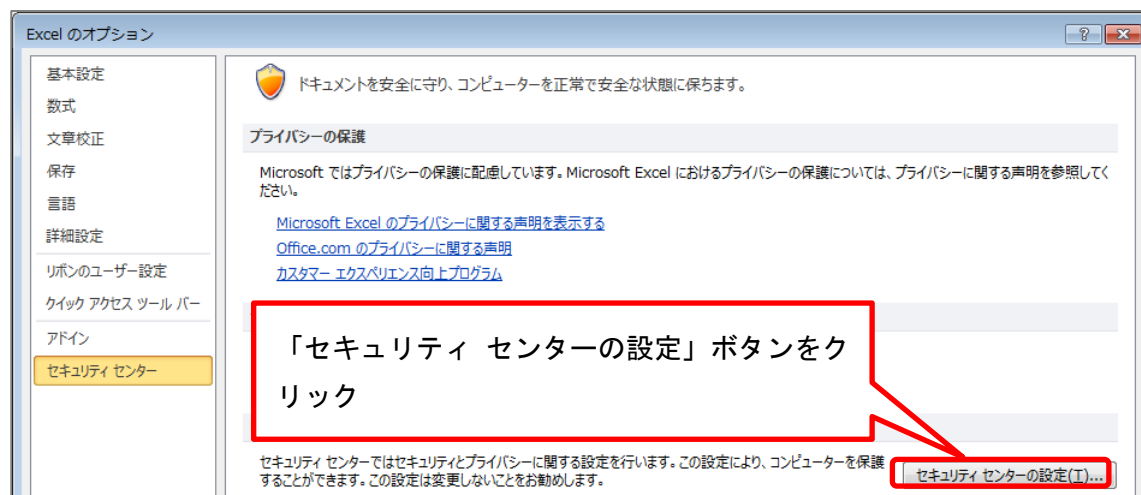 Excel のオプション
基本設定
数式
文章校正
保存
言語
詳細設定
リボンのユーザー設定
クイック アクセス ツール バー
アドイン
セキュリティ センター
ドキュメントを安全に守り、コンピューターを正常で安全な状態に保ちます。
プライバシーの保護
Microsoft ではプライバシーの保護に配慮しています。Microsoft Excel におけるプライバシーの保護については、プライバシーに関する声明を参照してく
ださい。
Microsoft Excel のプライバシーに関する声明を表示する
Office.com のプライバシーに関する声明
カスタマー エクスペリエンス向上プログラム
「セキュリティ センターの設定」ボタンをク
リック
セキュリティ センターではセキュリティとプライバシーに関する設定を行います。この設定により、コンピューターを保護
することができます。この設定は変更しないことをお勧めします。
セキュリティ センターの設定(T)...